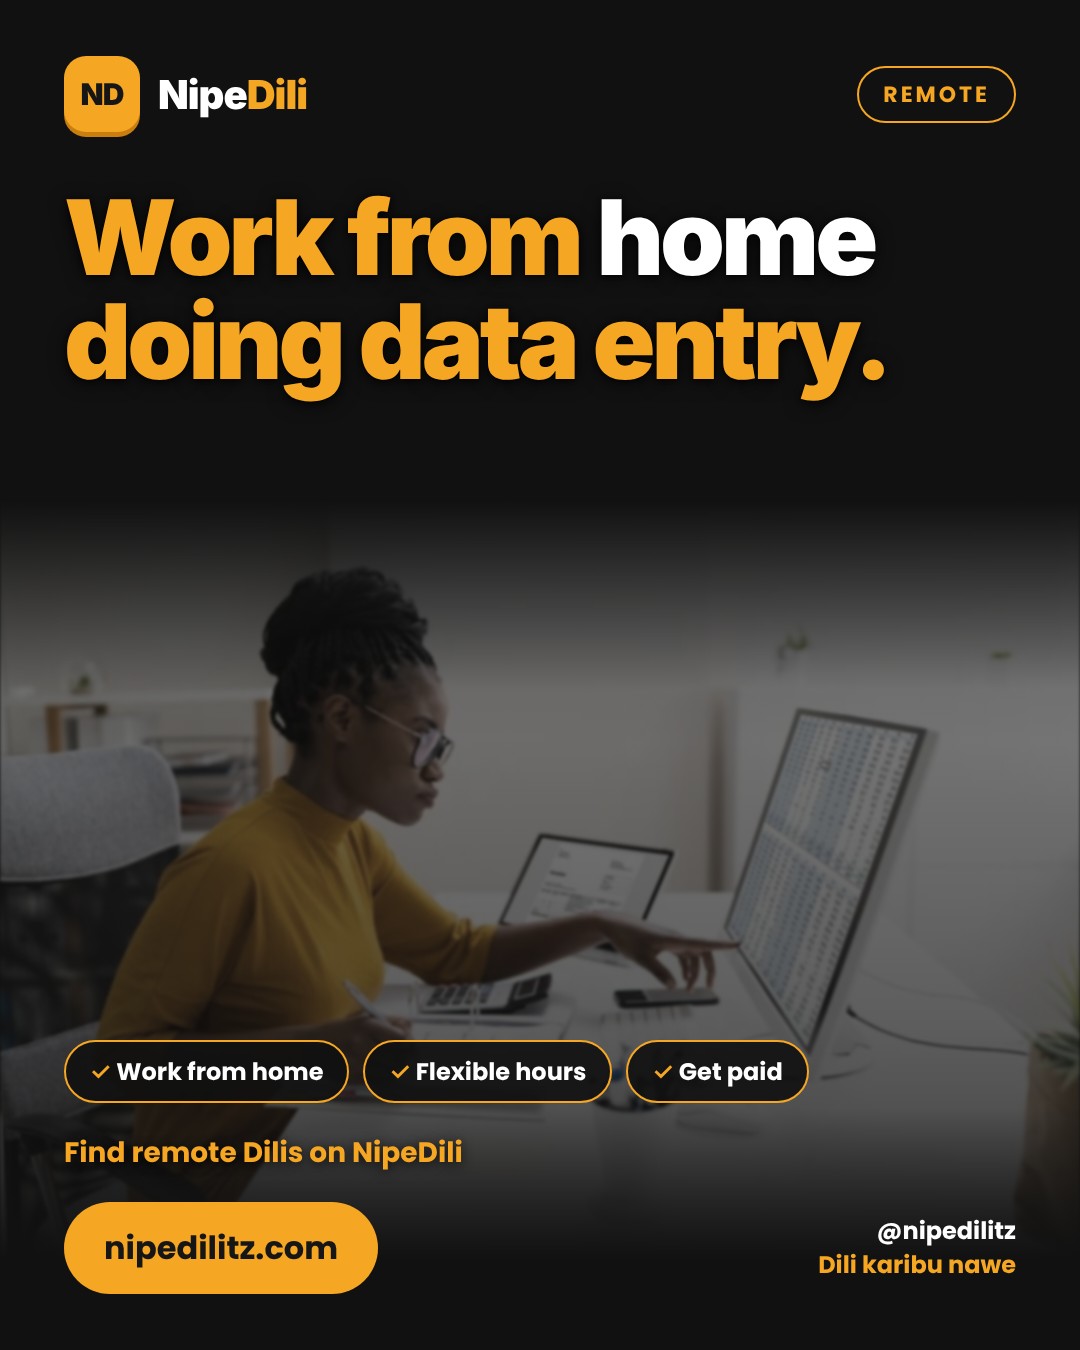 ND
NipeDili
REMOTE
Work from home
doing data entry.
✓ Work from home
✓ Flexible hours
✓ Get paid
Find remote Dilis on NipeDili
nipedilitz.com
@nipedilitz
Dili karibu nawe